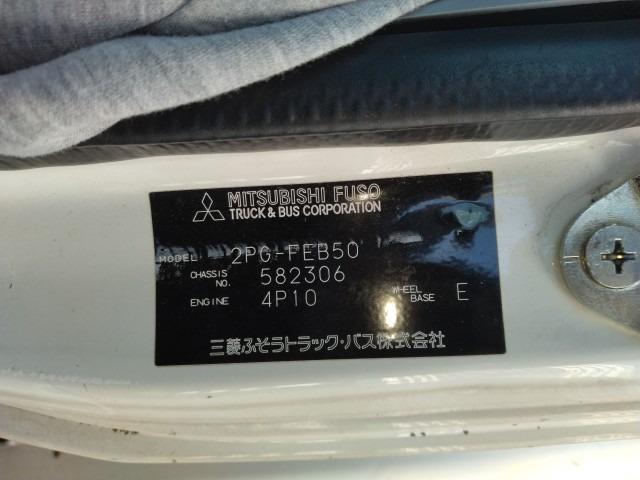 MITSUBISHI FUSO
TRUCK & BUS CORPORATION
MODEL 2PG-FEB50
CHASSIS NO. 582306
ENGINE 4P10 WHEEL BASE E
三菱ふそうトラック・バス株式会社